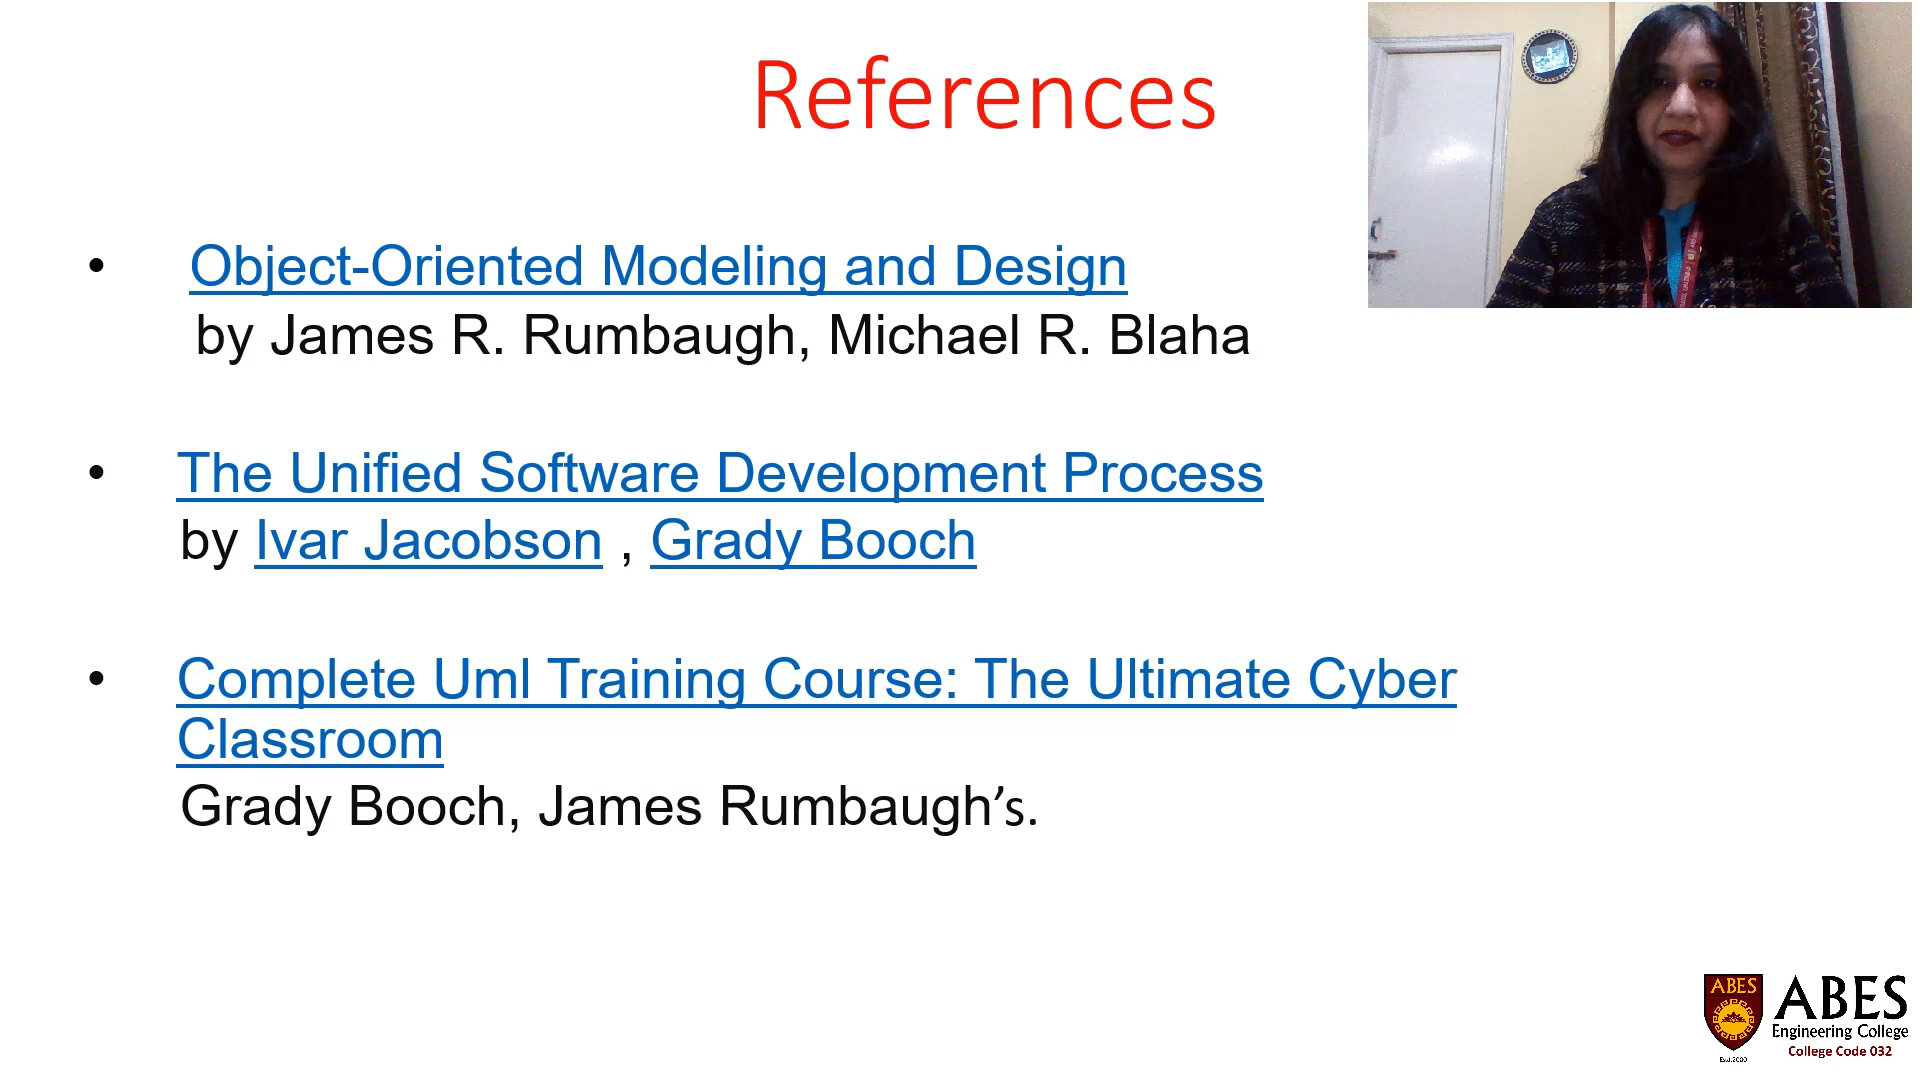 References
• Object-Oriented Modeling and Design
by James R. Rumbaugh, Michael R. Blaha
• The Unified Software Development Process
by Ivar Jacobson , Grady Booch
• Complete Uml Training Course: The Ultimate Cyber
Classroom
Grady Booch, James Rumbaugh’s.
ABES
ABES
Engineering College
College Code 032
Estd.2000